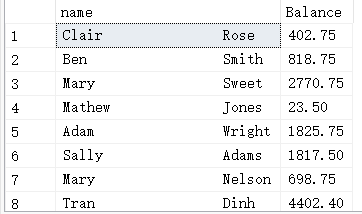 name Balance
1 Clair Rose 402.75
2 Ben Smith 818.75
3 Mary Sweet 2770.75
4 Mathew Jones 23.50
5 Adam Wright 1825.75
6 Sally Adams 1817.50
7 Mary Nelson 698.75
8 Tran Dinh 4402.40